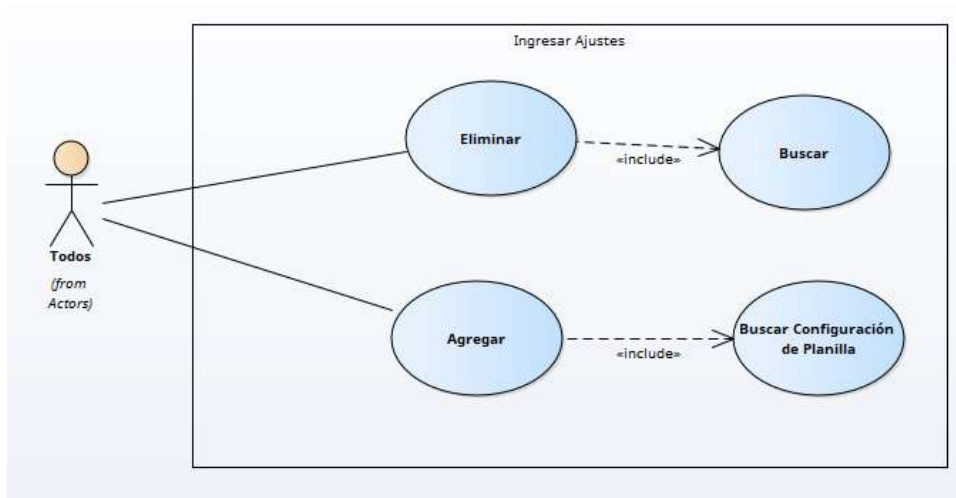 Ingresar Ajustes
Eliminar
«include»
Buscar
Todos
(from
Actors)
Agregar
«include»
Buscar Configuración
de Planilla